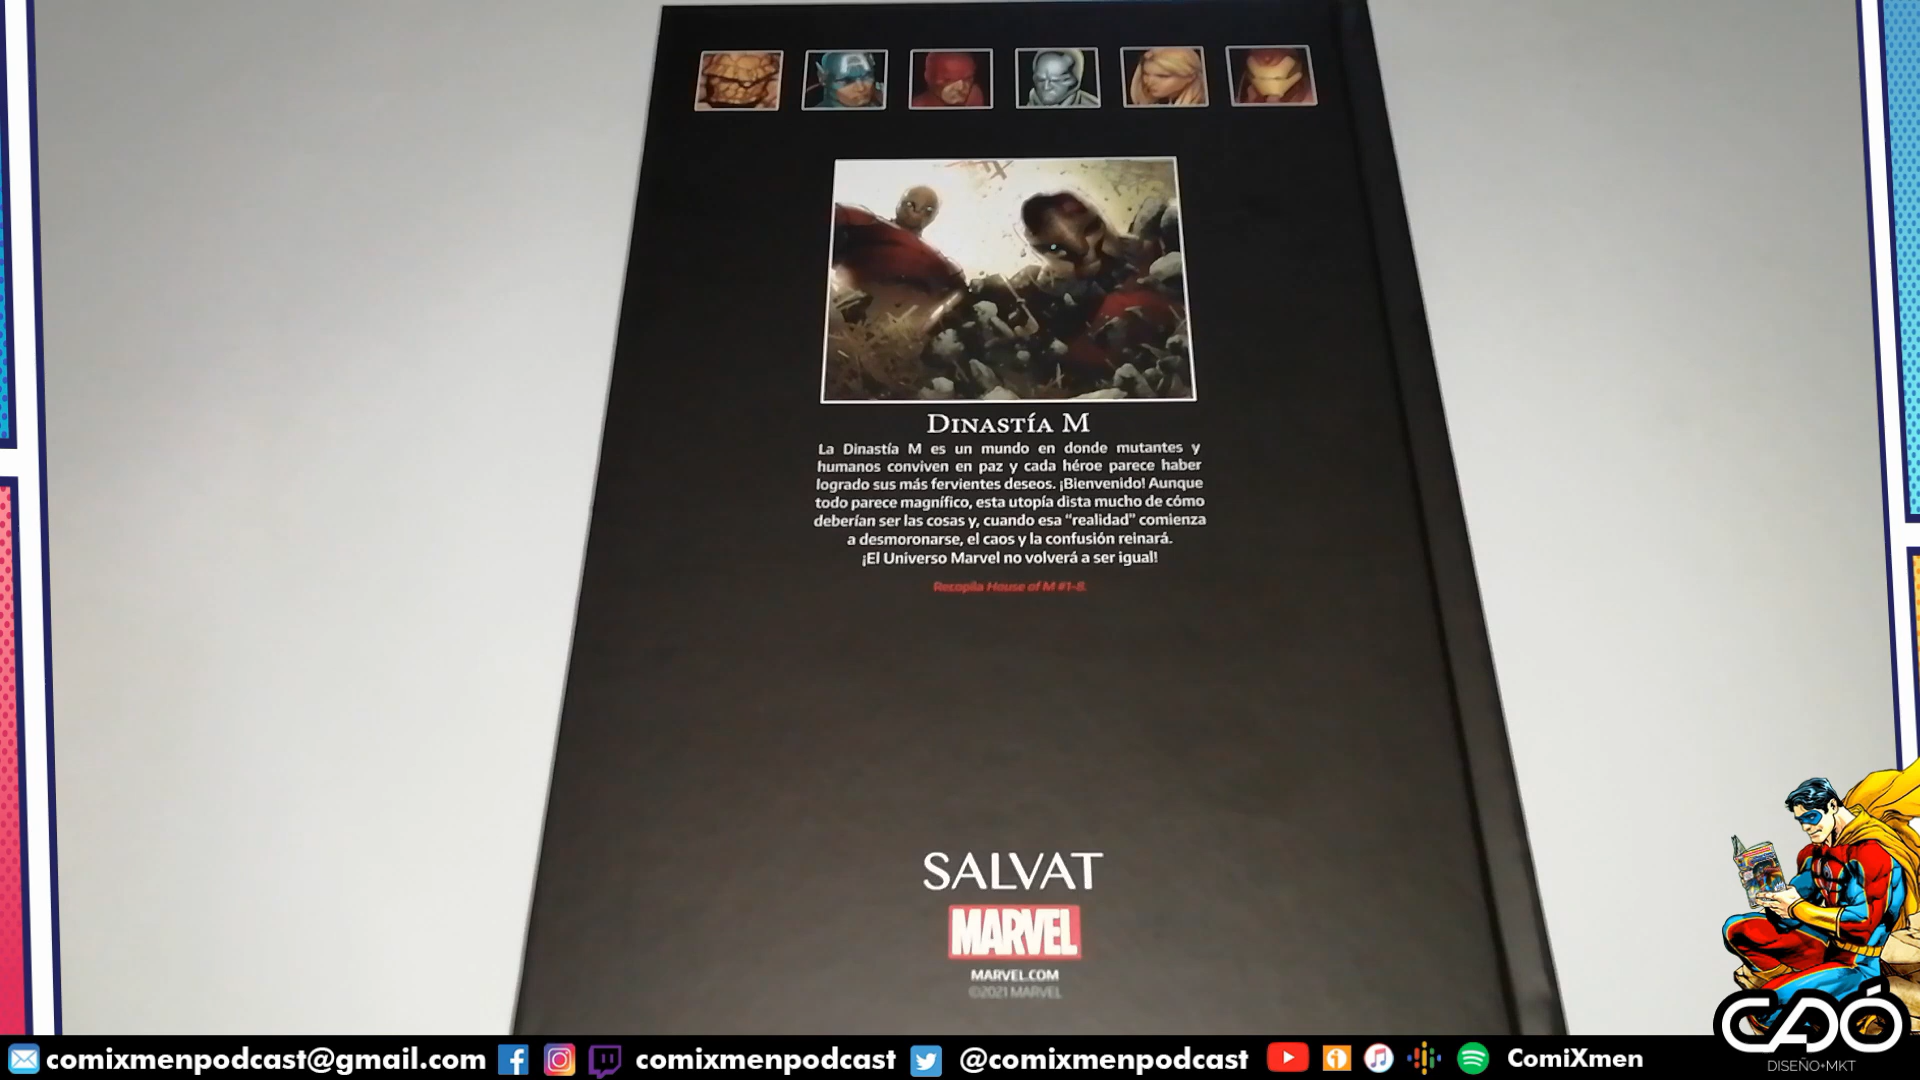 DINASTÍA M
La Dinastía M es un mundo en donde mutantes y
humanos conviven en paz y cada héroe parece haber
logrado sus más fervientes deseos. ¡Bienvenido! Aunque
todo parece magnífico, esta utopía dista mucho de cómo
deberían ser las cosas y, cuando esa “realidad” comienza
a desmoronarse, el caos y la confusión reinará.
¡El Universo Marvel no volverá a ser igual!
Recopila House of M #1-8.
SALVAT
MARVEL
MARVEL.COM
©2021 MARVEL
CADÓ
DISEÑO+MKT
comixmenpodcast@gmail.com comixmenpodcast @comixmenpodcast ComiXmen